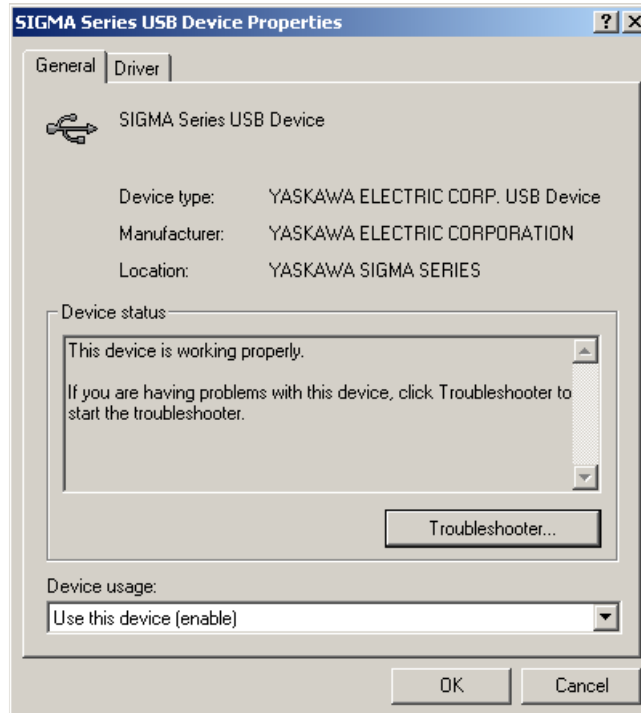 SIGMA Series USB Device Properties
General
Driver
SIGMA Series USB Device
Device type: YASKAWA ELECTRIC CORP. USB Device
Manufacturer: YASKAWA ELECTRIC CORPORATION
Location: YASKAWA SIGMA SERIES
Device status
This device is working properly.
If you are having problems with this device, click Troubleshooter to
start the troubleshooter.
Troubleshooter...
Device usage:
Use this device (enable)
OK
Cancel